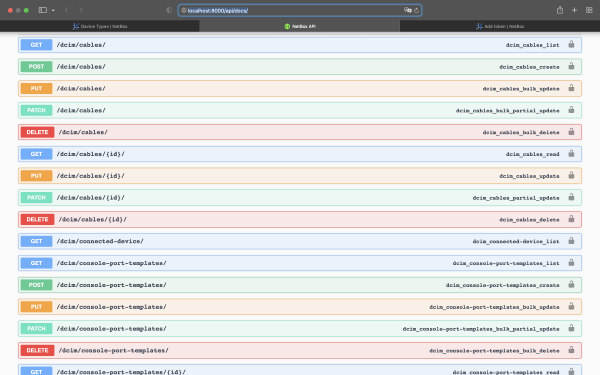 localhost:8000/api/docs/
Device Types | NetBox
NetBox API
Add token | NetBox
GET /dcim/cables/ dcim_cables_list
POST /dcim/cables/ dcim_cables_create
PUT /dcim/cables/ dcim_cables_bulk_update
PATCH /dcim/cables/ dcim_cables_bulk_partial_update
DELETE /dcim/cables/ dcim_cables_bulk_delete
GET /dcim/cables/{id}/ dcim_cables_read
PUT /dcim/cables/{id}/ dcim_cables_update
PATCH /dcim/cables/{id}/ dcim_cables_partial_update
DELETE /dcim/cables/{id}/ dcim_cables_delete
GET /dcim/connected-device/ dcim_connected-device_list
GET /dcim/console-port-templates/ dcim_console-port-templates_list
POST /dcim/console-port-templates/ dcim_console-port-templates_create
PUT /dcim/console-port-templates/ dcim_console-port-templates_bulk_update
PATCH /dcim/console-port-templates/ dcim_console-port-templates_bulk_partial_update
DELETE /dcim/console-port-templates/ dcim_console-port-templates_bulk_delete
GET /dcim/console-port-templates/{id}/ dcim_console-port-templates_read